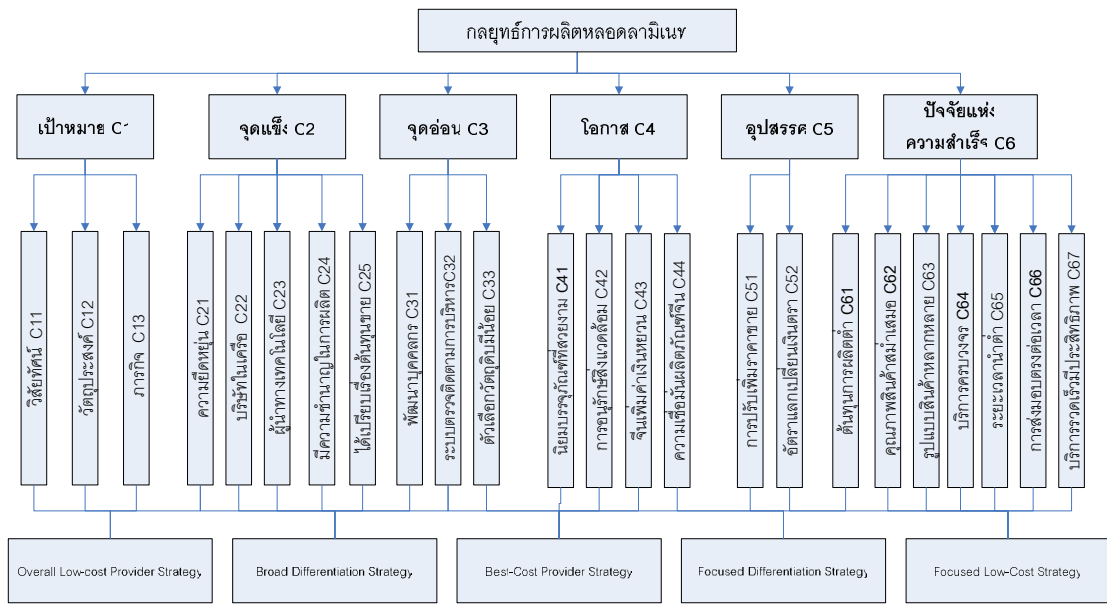 กลยุทธ์การผลิตหลอดลามิเนท
เป้าหมาย C1
จุดแข็ง C2
จุดอ่อน C3
โอกาส C4
อุปสรรค C5
ปัจจัยแห่ง
ความสำเร็จ C6
วิสัยทัศน์ C11
วัตถุประสงค์ C12
ภารกิจ C13
ความยืดหยุ่น C21
บริษัทในเครือ C22
ผู้นำทางเทคโนโลยี C23
มีความชำนาญในการผลิต C24
ได้เปรียบเรื่องต้นทุนขาย C25
พัฒนาบุคคลกร C31
ระบบตรวจติดตามการบริหารC32
ตัวเลือกวัตถุดิบมีน้อย C33
นิยมบรรจุภัณฑ์ที่สวยงาม C41
การอนุรักษ์สิ่งแวดล้อม C42
จีนเพิ่มค่าเงินหยวน C43
ความเชื่อมั่นผลิตภัณฑ์จีน C44
การปรับเพิ่มราคาขาย C51
อัตราแลกเปลี่ยนเงินตรา C52
ต้นทุนการผลิตต่ำ C61
คุณภาพสินค้าสม่ำเสมอ C62
รูปแบบสินค้าหลากหลาย C63
บริการครบวงจร C64
ระยะเวลานำต่ำ C65
การส่งมอบตรงต่อเวลา C66
บริการรวดเร็วมีประสิทธิภาพ C67
Overall Low-cost Provider Strategy
Broad Differentiation Strategy
Best-Cost Provider Strategy
Focused Differentiation Strategy
Focused Low-Cost Strategy